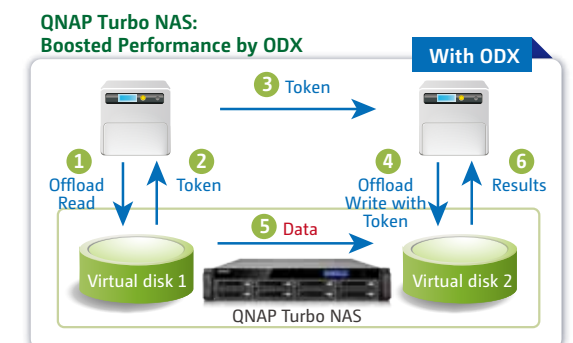 QNAP Turbo NAS:
Boosted Performance by ODX
With ODX
3 Token
1
Offload
Read
2
Token
4
Offload
Write with
Token
6
Results
5 Data
Virtual disk 1
Virtual disk 2
QNAP Turbo NAS